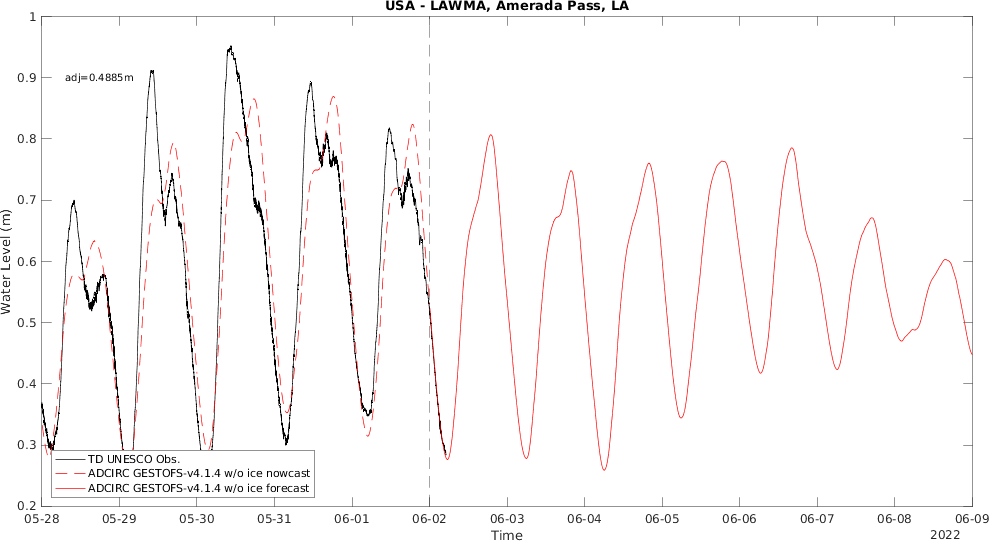 USA - LAWMA, Amerada Pass, LA
1
0.9
0.8
0.7
0.6
0.5
0.4
0.3
0.2
Water Level (m)
adj=0.4885m
TD UNESCO Obs.
ADCIRC GESTOFS-v4.1.4 w/o ice nowcast
ADCIRC GESTOFS-v4.1.4 w/o ice forecast
05-28 05-29 05-30 05-31 06-01 06-02 06-03 06-04 06-05 06-06 06-07 06-08 06-09
Time
2022